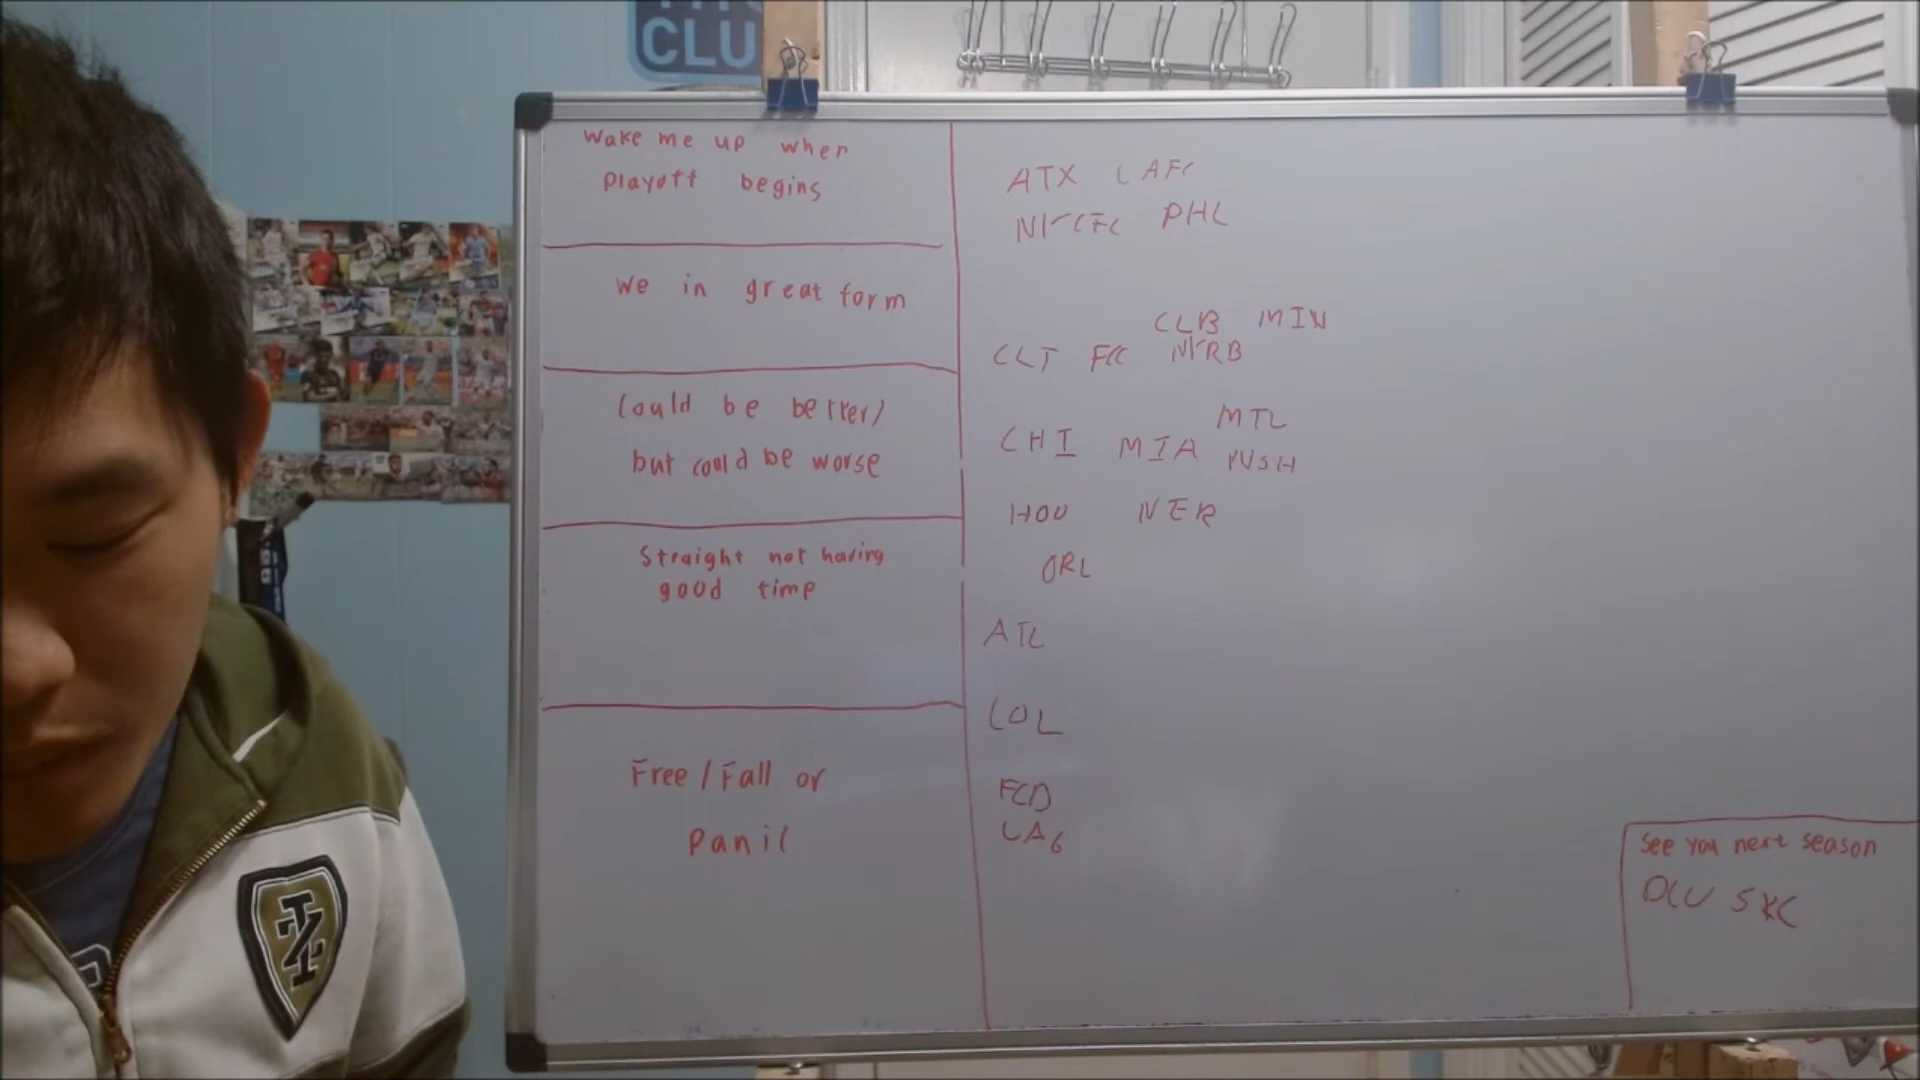 CLU
Wake me up when
Playoff begins
ATX LAFC
NYCFC PHL
We in great form
CLB MIN
CLT FCC NYRB
Could be better/
but could be worse
MTL
CHI MIA NSH
HOU NER
ORL
Straight not having
good time
ATL
COL
Free/Fall or
Panic
FCD
LAG
See you next season
DCU SKC